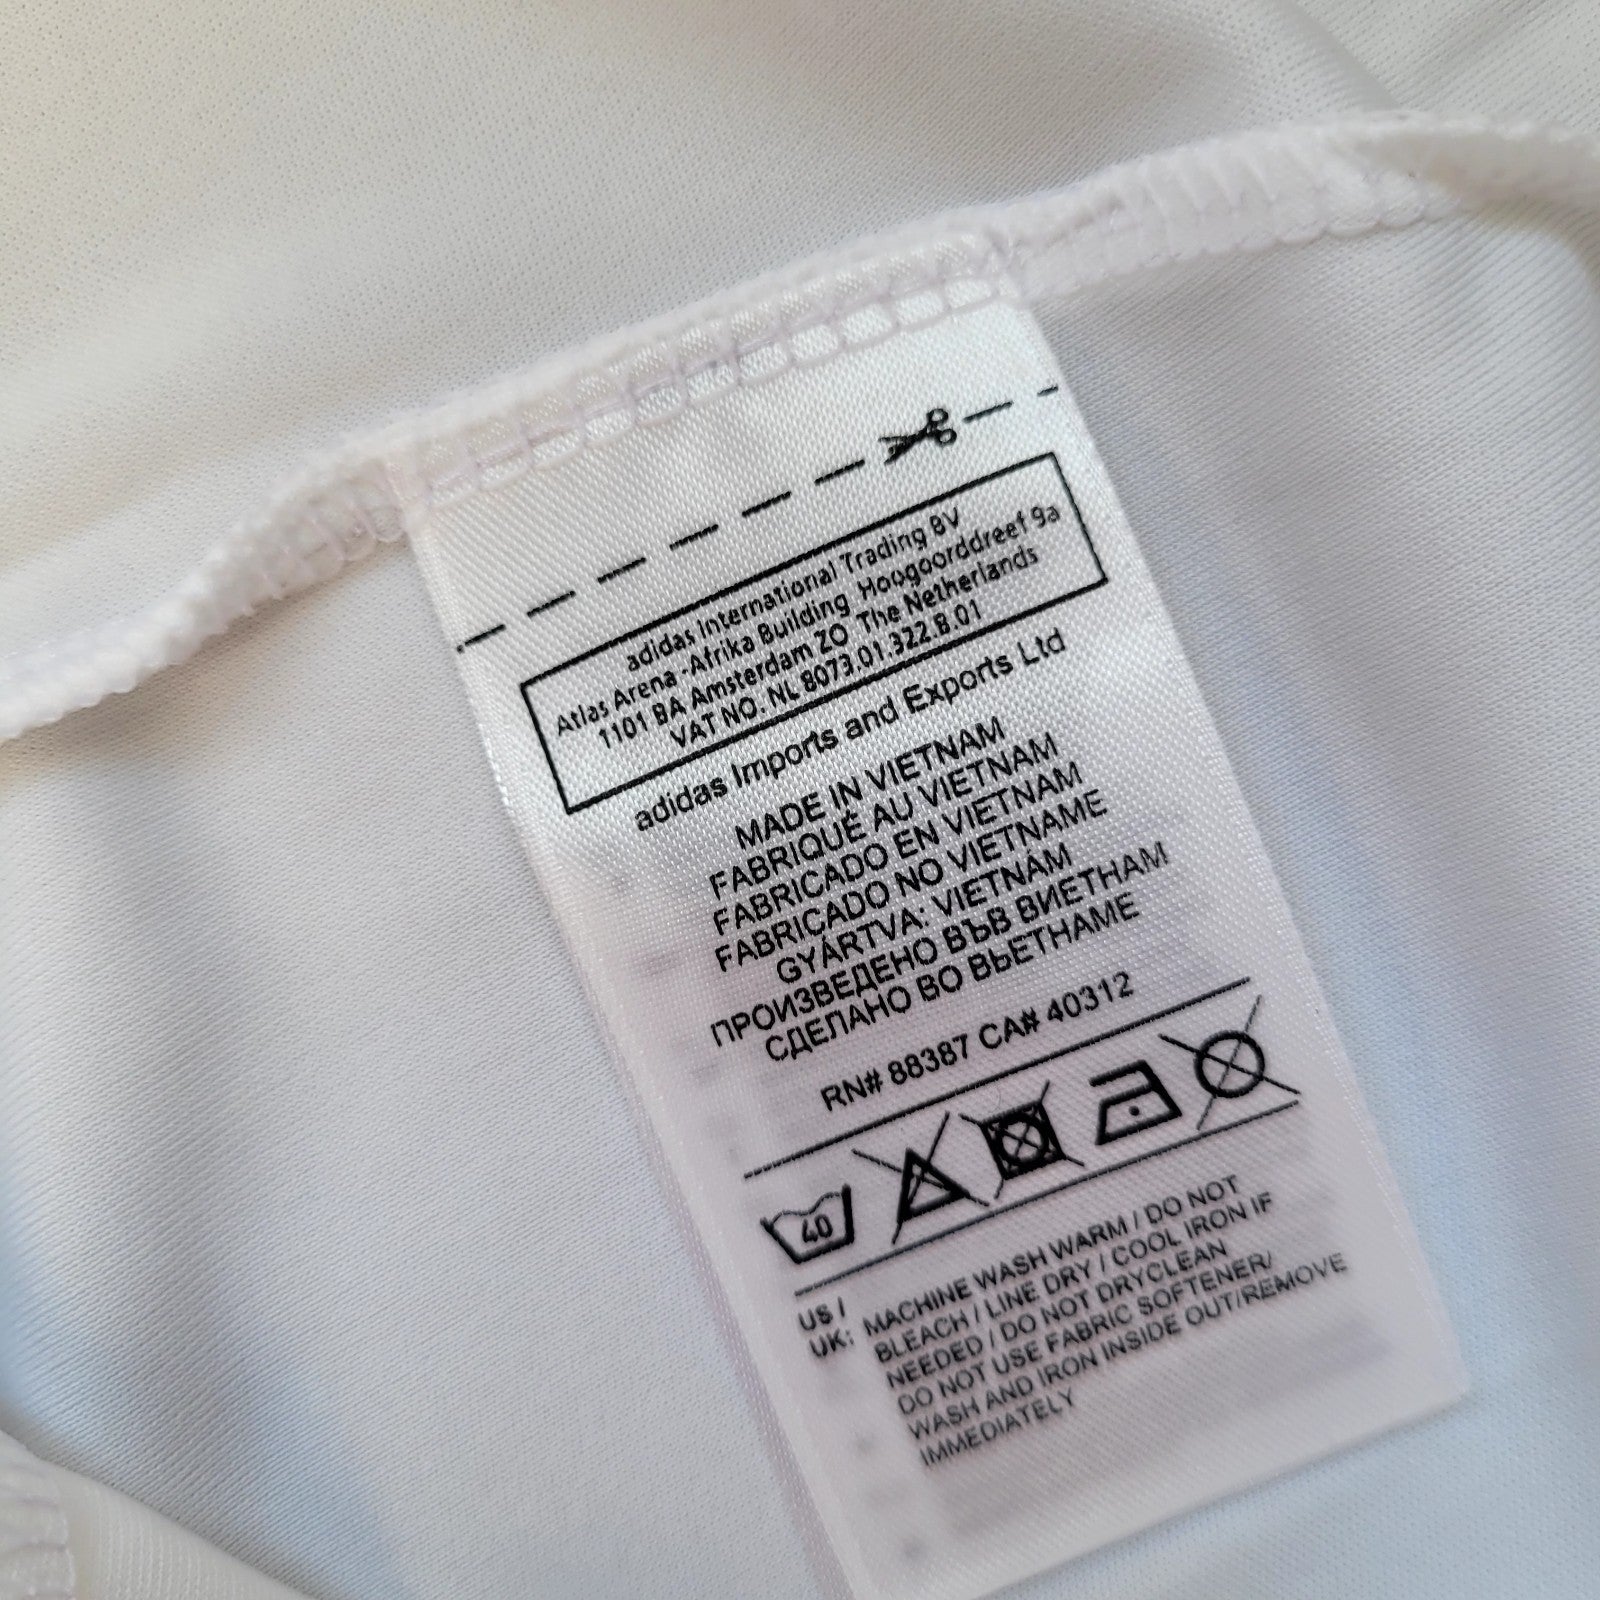 adidas International Trading BV
Atlas Arena -Afrika Building Hoogoorddreef 9a
1101 BA Amsterdam ZO The Netherlands
VAT NO. NL 8073.01.322.B.01
adidas Imports and Exports Ltd
MADE IN VIETNAM
FABRIQUÉ AU VIETNAM
FABRICADO EN VIETNAM
FABRICADO NO VIETNAME
GYÁRTVA: VIETNÁM
ПРОИЗВЕДЕНО ВЪВ ВИЕТНАМ
СДЕЛАНО ВО ВЬЕТНАМЕ
RN# 88387 CA# 40312
40
US / UK: MACHINE WASH WARM / DO NOT
BLEACH / LINE DRY / COOL IRON IF
NEEDED / DO NOT DRYCLEAN
DO NOT USE FABRIC SOFTENER/
WASH AND IRON INSIDE OUT/REMOVE
IMMEDIATELY